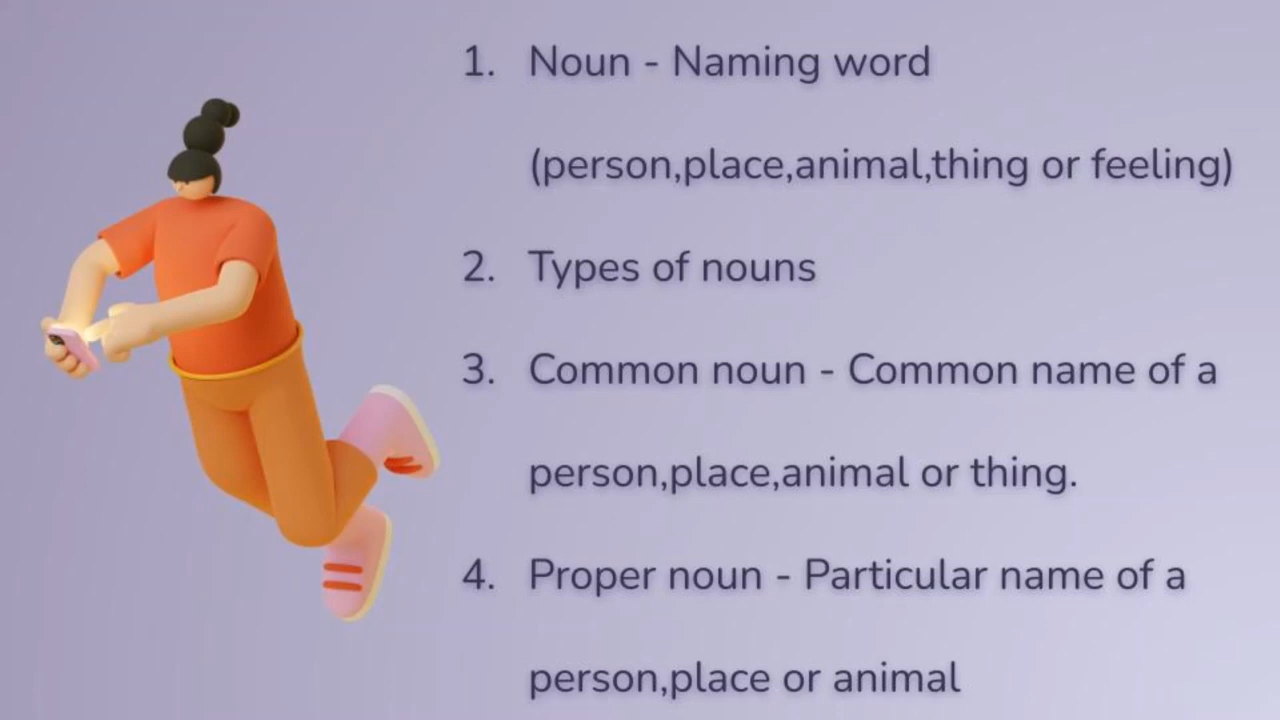 1. Noun - Naming word
(person,place,animal,thing or feeling)
2. Types of nouns
3. Common noun - Common name of a
person,place,animal or thing.
4. Proper noun - Particular name of a
person,place or animal